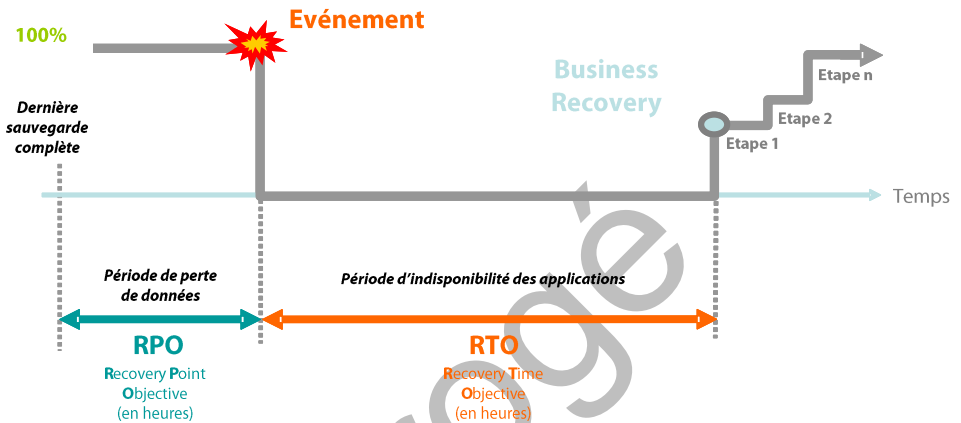 Evénement
100%
Business
Recovery
Etape n
Etape 2
Etape 1
Dernière
sauvegarde
complète
Temps
Période de perte
de données
Période d’indisponibilité des applications
RPO
Recovery Point
Objective
(en heures)
RTO
Recovery Time
Objective
(en heures)
rogé